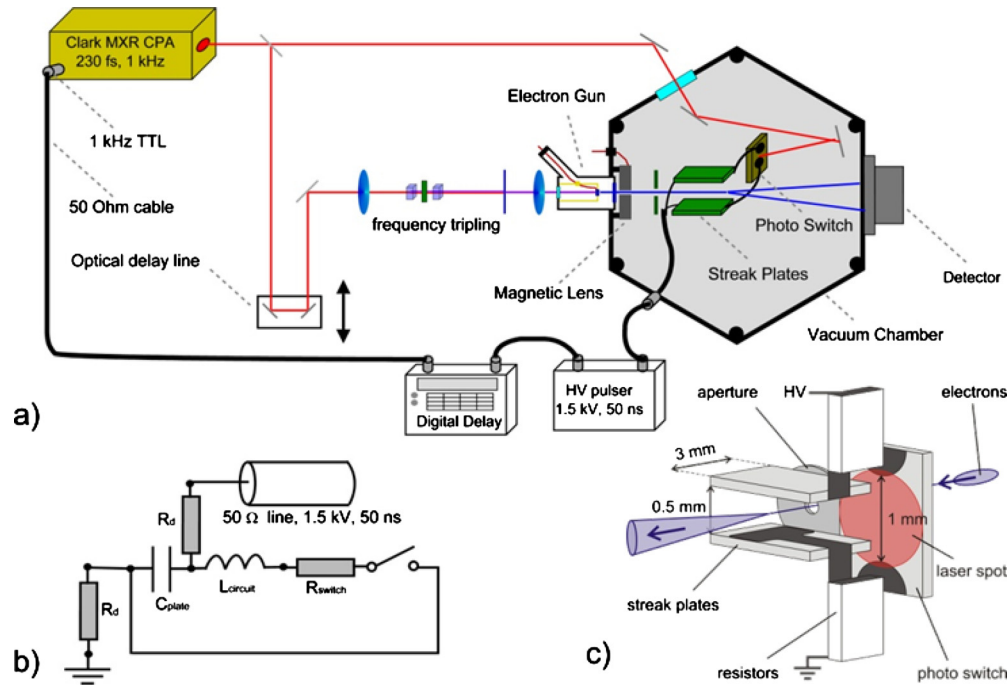 Clark MXR CPA
230 fs, 1 kHz
Electron Gun
1 kHz TTL
50 Ohm cable
frequency tripling
Photo Switch
Optical delay line
Streak Plates
Detector
Magnetic Lens
Vacuum Chamber
HV pulser
1.5 kV, 50 ns
Digital Delay
a)
aperture
HV
electrons
3 mm
0.5 mm
1 mm
laser spot
streak plates
resistors
photo switch
c)
50 Ω line, 1.5 kV, 50 ns
Rd
Rd
Cplate
Lcircuit
Rswitch
b)